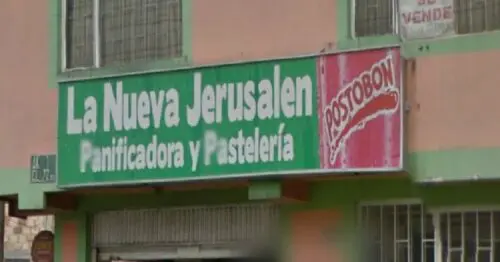 SE
VENDE
La Nueva Jerusalen
Panificadora y Pastelería
POSTOBON